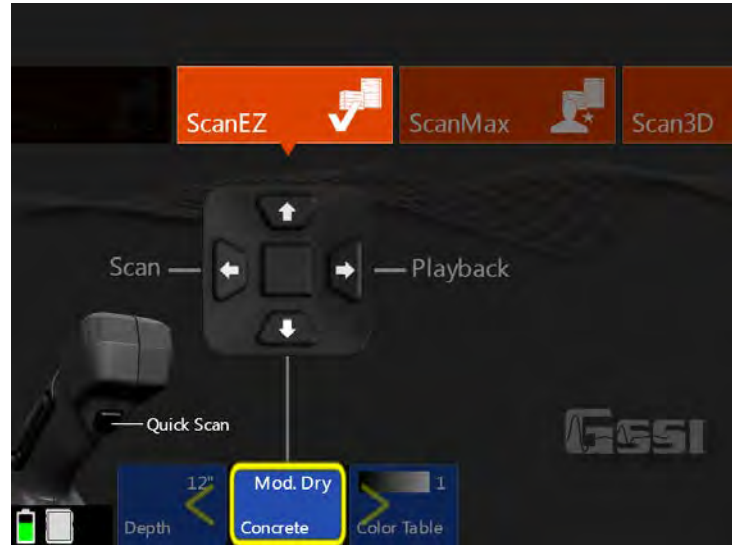 ScanEZ
ScanMax
Scan3D
Scan
Playback
Quick Scan
GSSI
12"
Depth
Mod. Dry
Concrete
1
Color Table